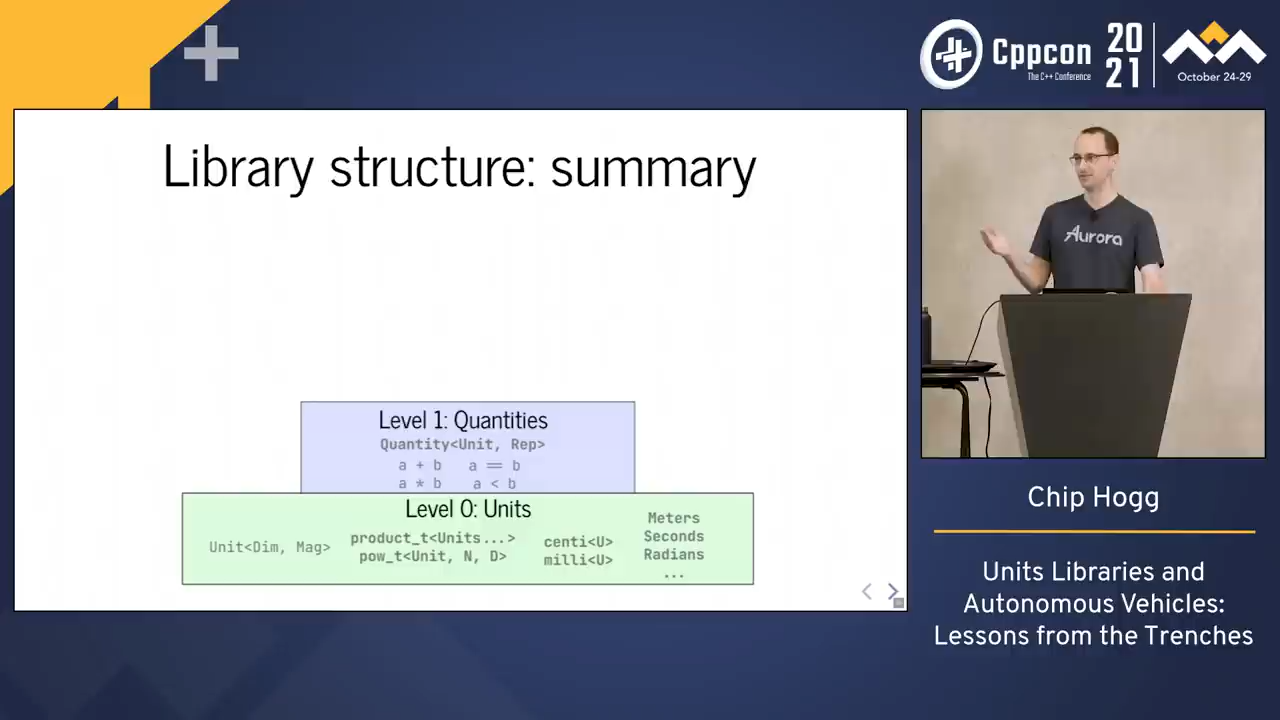 Cppcon
The C++ Conference
20
21
October 24-29
Library structure: summary
Aurora
Level 1: Quantities
Quantity<Unit, Rep>
a + b a == b
a * b a < b
Level 0: Units
Unit<Dim, Mag>
product_t<Units...>
pow_t<Unit, N, D>
centi<U>
milli<U>
Meters
Seconds
Radians
...
Chip Hogg
Units Libraries and
Autonomous Vehicles:
Lessons from the Trenches